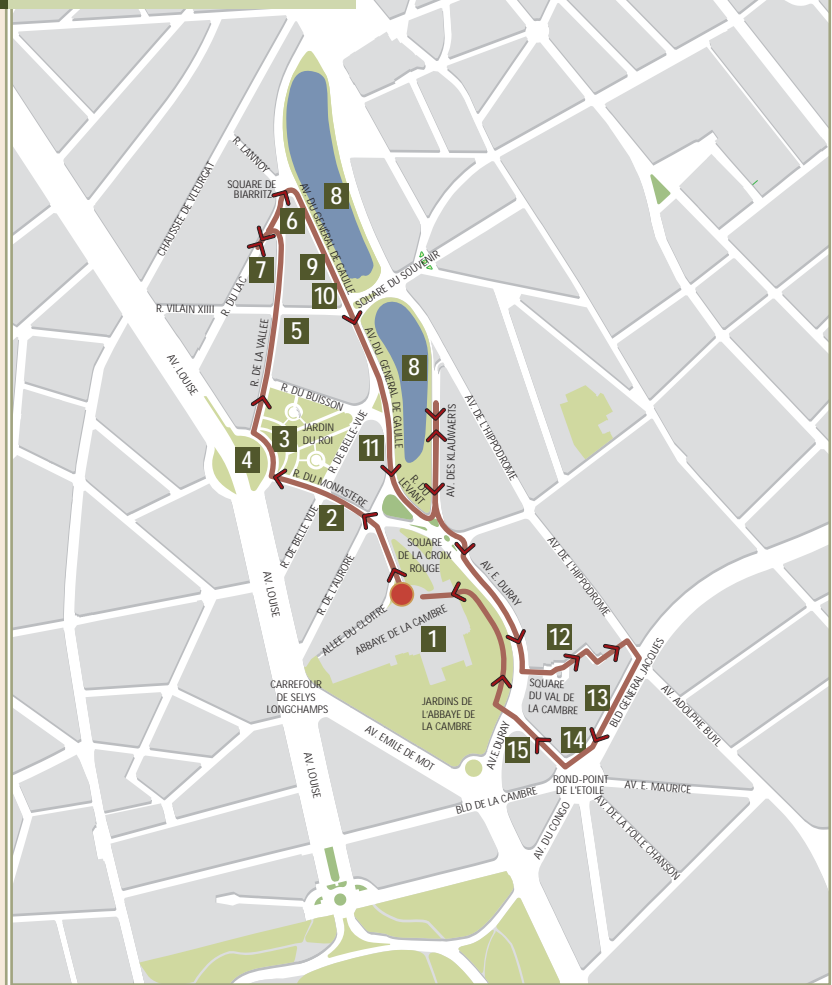 R. LANNOY
CHAUSSEE DE VLEURGAT
SQUARE DE
BIARRITZ
8
6
AV. DU GENERAL DE GAULLE
7
9
R. DU LAC
10
SQUARE DU SOUVENIR
R. VILAIN XIIII
5
R. DE LA VALLEE
AV. DU GENERAL DE GAULLE
8
AV. LOUISE
R. DU BUISSON
AV. DE L'HIPPODROME
AV. DES KLAUWAERTS
JARDIN
DU ROI
3
R. DE BELLE-VUE
11
4
R. DU MONASTERE
R. DU
LEVANT
2
R. DE BELLE VUE
SQUARE
DE LA CROIX
ROUGE
AV. DE L'HIPPODROME
AV. E. DURAY
R. DE L'AURORE
AV. LOUISE
ALLEE DU CLOITRE
ABBAYE DE LA CAMBRE
1
12
CARREFOUR
DE SELYS
LONGCHAMPS
SQUARE
DU VAL DE
LA CAMBRE
13
BLD GENERAL JACQUES
AV. ADOLPHE BUYL
JARDINS DE
L'ABBAYE DE
LA CAMBRE
14
15
AV.E.DURAY
AV. EMILE DE MOT
AV. LOUISE
ROND-POINT
DE L'ETOILE
AV. E. MAURICE
BLD DE LA CAMBRE
AV. DU CONGO
AV. DE LA FOLLE CHANSON